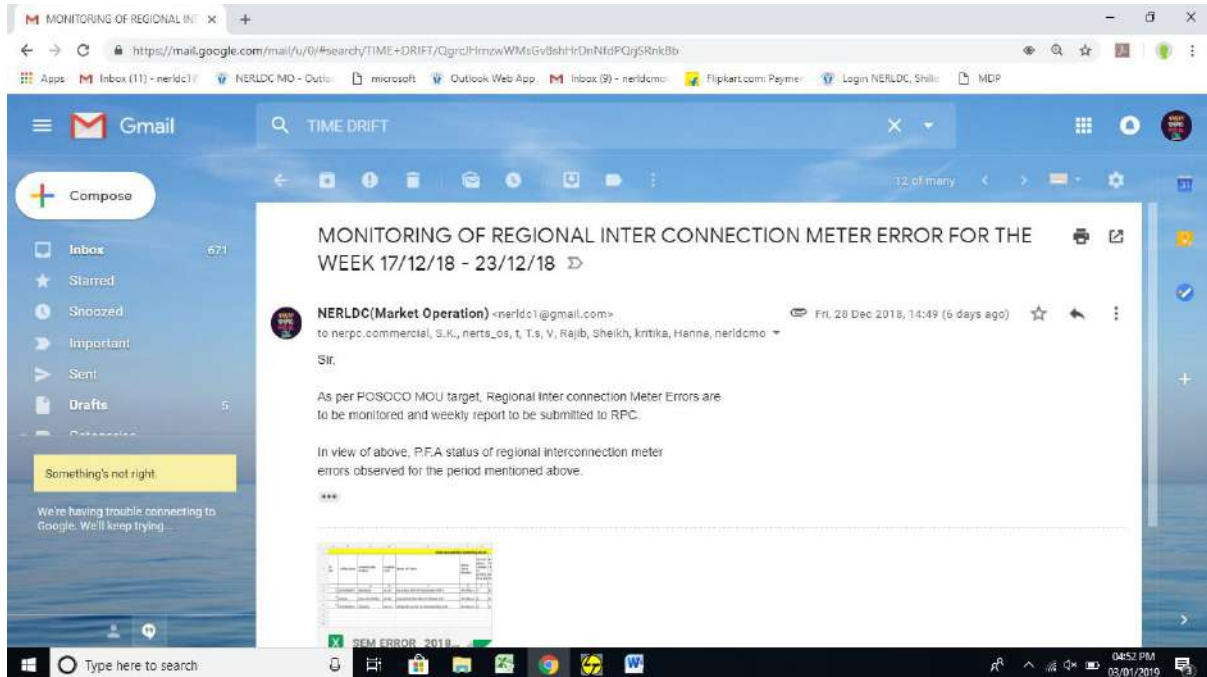 MONITORING OF REGIONAL INT
https://mail.google.com/mail/u/0/#search/TIME+DRIFT/
Apps Inbox (11) - nerldc1 NERLDC MO - Outlo microsoft Outlook Web App Inbox (9) - nerldcmo Flipkart.com: Payme Login NERLDC, Shill MDP
Gmail
TIME DRIFT
Compose
12 of many
Inbox 671
Starred
Snoozed
Important
Sent
Drafts 5
Something's not right.
We're having trouble connecting to
Google. We'll keep trying...
MONITORING OF REGIONAL INTER CONNECTION METER ERROR FOR THE
WEEK 17/12/18 - 23/12/18
NERLDC(Market Operation) <nerldc1@gmail.com> Fri, 28 Dec 2018, 14:49 (6 days ago)
to nerpc.commercial, S.K., nerts_os, t, T.s, V, Rajib, Sheikh, kritika, Hanna, nerldcmo
Sir,
As per POSOCO MOU target, Regional Inter connection Meter Errors are
to be monitored and weekly report to be submitted to RPC.
In view of above, P.F.A status of regional interconnection meter
errors observed for the period mentioned above.
SEM ERROR_2018...
Type here to search
04:52 PM
03/01/2019